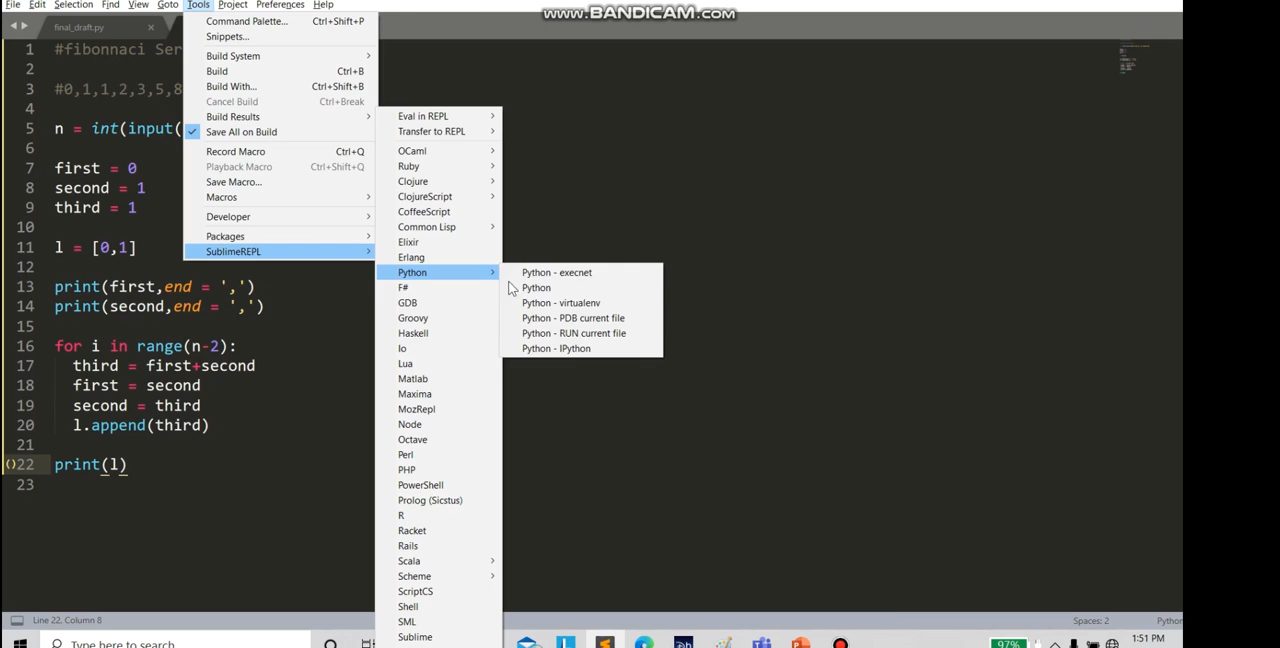 File Edit Selection Find View Goto Tools Project Preferences Help
www.BANDICAM.com
final_draft.py
1 #fibonnaci Ser
2
3 #0,1,1,2,3,5,8
4
5 n = int(input(
6
7 first = 0
8 second = 1
9 third = 1
10
11 l = [0,1]
12
13 print(first,end = ',')
14 print(second,end = ',')
15
16 for i in range(n-2):
17 third = first+second
18 first = second
19 second = third
20 l.append(third)
21
22 print(l)
23
Command Palette... Ctrl+Shift+P
Snippets...
Build System
Build Ctrl+B
Build With... Ctrl+Shift+B
Cancel Build Ctrl+Break
Build Results
Save All on Build
Record Macro Ctrl+Q
Playback Macro Ctrl+Shift+Q
Save Macro...
Macros
Developer
Packages
SublimeREPL
Eval in REPL
Transfer to REPL
OCaml
Ruby
Clojure
ClojureScript
CoffeeScript
Common Lisp
Elixir
Erlang
Python
F#
GDB
Groovy
Haskell
Io
Lua
Matlab
Maxima
MozRepl
Node
Octave
Perl
PHP
PowerShell
Prolog (Sicstus)
R
Racket
Rails
Scala
Scheme
ScriptCS
Shell
SML
Sublime
Python - execnet
Python
Python - virtualenv
Python - PDB current file
Python - RUN current file
Python - IPython
Line 22, Column 8 Spaces: 2 Python
Type here to search 97% 1:51 PM